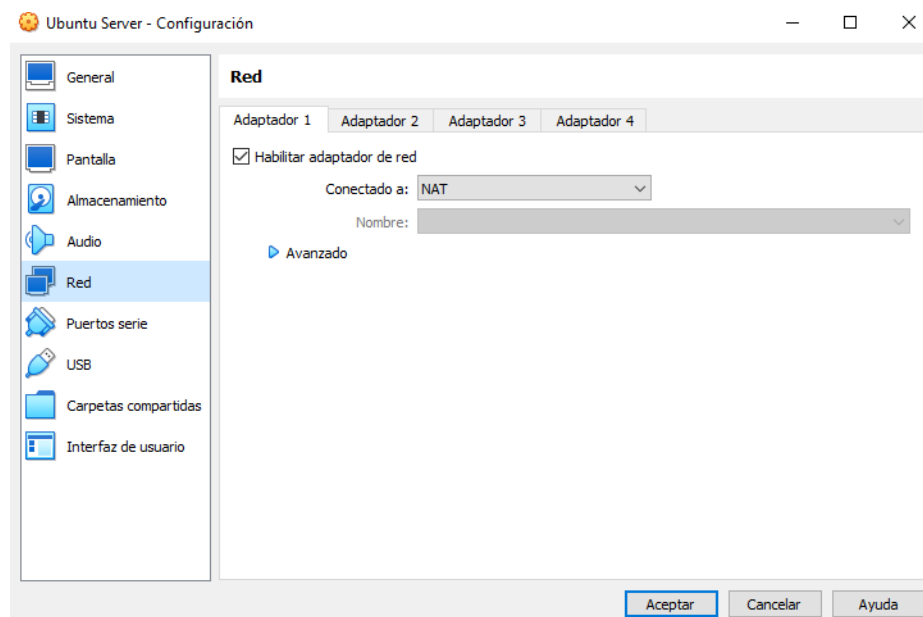 Ubuntu Server - Configuración
General
Sistema
Pantalla
Almacenamiento
Audio
Red
Puertos serie
USB
Carpetas compartidas
Interfaz de usuario
Red
Adaptador 1 Adaptador 2 Adaptador 3 Adaptador 4
Habilitar adaptador de red
Conectado a: NAT
Nombre:
Avanzado
Aceptar Cancelar Ayuda